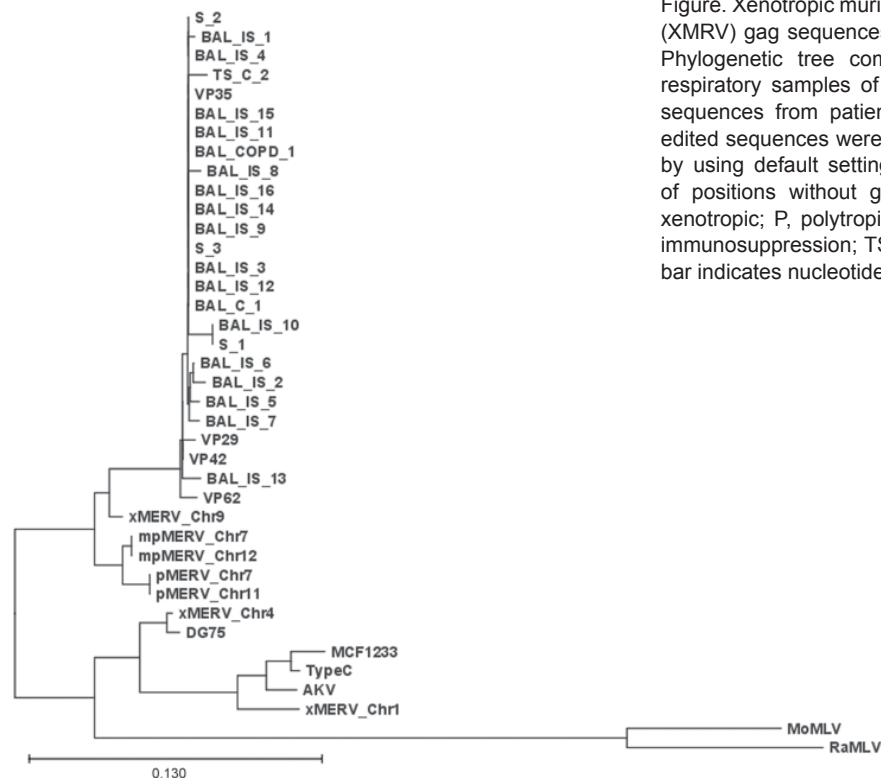 S_2
BAL_IS_1
BAL_IS_4
TS_C_2
VP35
BAL_IS_15
BAL_IS_11
BAL_COPD_1
BAL_IS_8
BAL_IS_16
BAL_IS_14
BAL_IS_9
S_3
BAL_IS_3
BAL_IS_12
BAL_C_1
BAL_IS_10
S_1
BAL_IS_6
BAL_IS_2
BAL_IS_5
BAL_IS_7
VP29
VP42
BAL_IS_13
VP62
xMERV_Chr9
mpMERV_Chr7
mpMERV_Chr12
pMERV_Chr7
pMERV_Chr11
xMERV_Chr4
DG75
MCF1233
TypeC
AKV
xMERV_Chr1
MoMLV
RaMLV
0.130
Figure. Xenotropic muri
(XMRV) gag sequences
Phylogenetic tree com
respiratory samples of
sequences from patier
edited sequences were
by using default setting
of positions without g
xenotropic; P, polytropi
immunosuppression; TS
bar indicates nucleotide